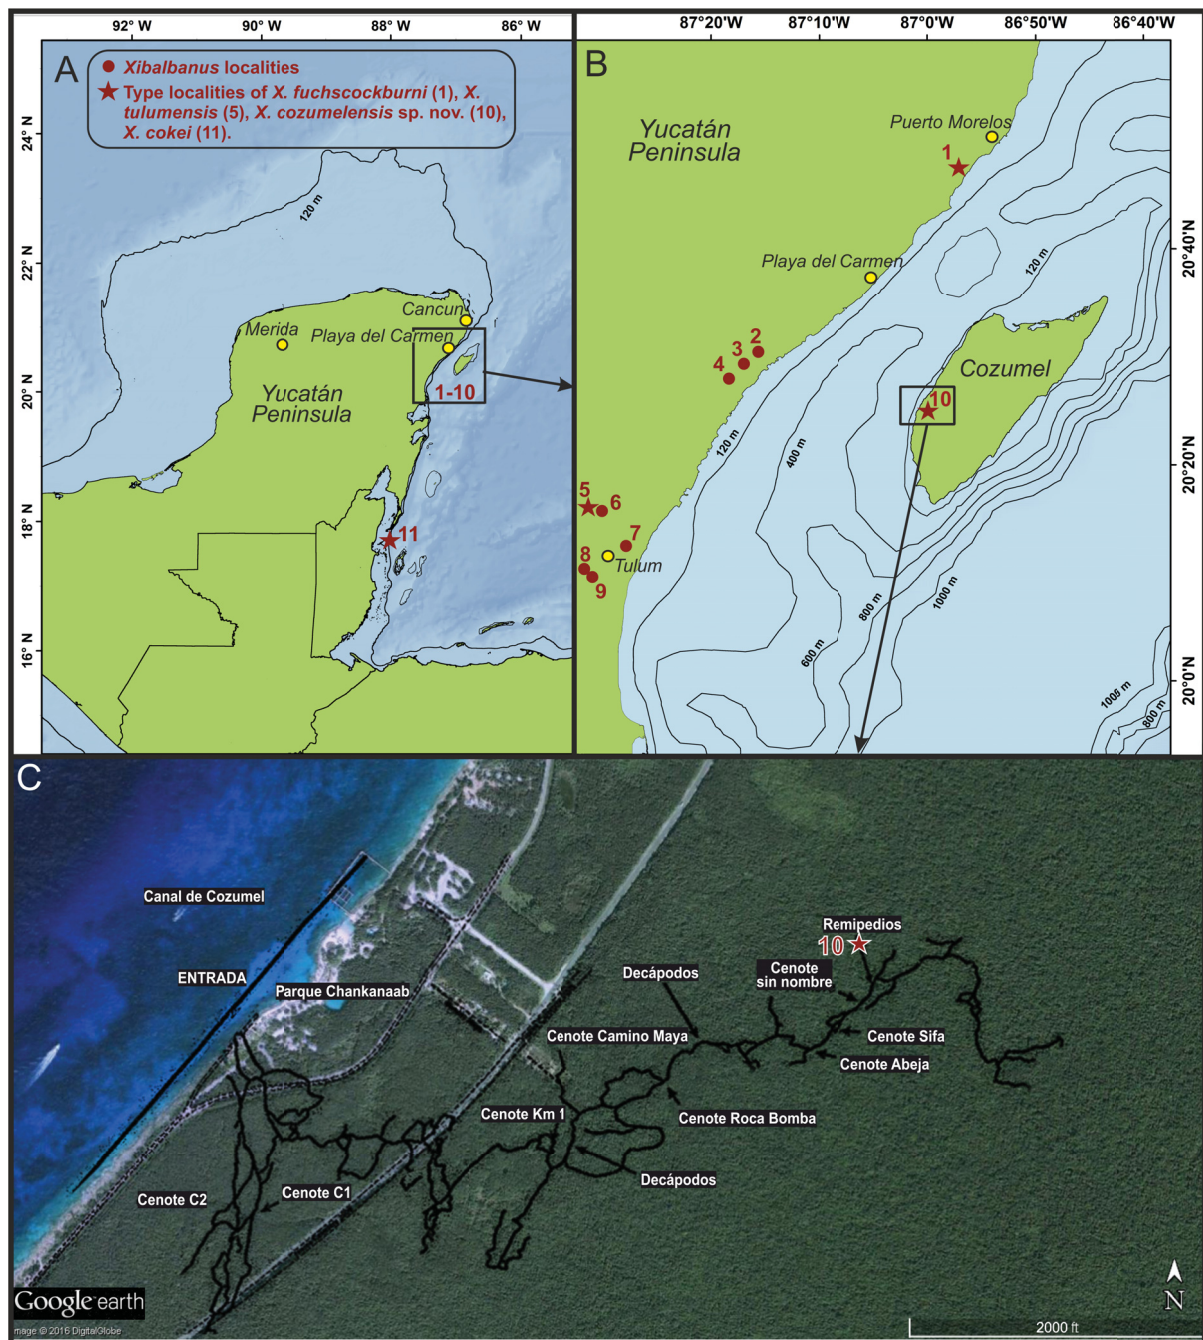 92°W 90°W 88°W 86°W
A
Xibalbanus localities
Type localities of X. fuchscockburni (1), X.
tulumensis (5), X. cozumelensis sp. nov. (10),
X. cokei (11).
24° N
22° N
20° N
18° N
16° N
120 m
Cancun
Merida
Playa del Carmen
Yucatán
Peninsula
1-10
11
87°20'W 87°10'W 87°0'W 86°50'W 86°40'W
B
Yucatán
Peninsula
Puerto Morelos
1
Playa del Carmen
120 m
20°40'N
2
3
4
Cozumel
10
120 m
400 m
20°20'N
5
6
7
8
Tulum
9
800 m
1000 m
600 m
20°0'N
800 m
C
Canal de Cozumel
Remipedios
10
ENTRADA
Decápodos
Cenote
sin nombre
Parque Chankanaab
Cenote Camino Maya
Cenote Sifa
Cenote Abeja
Cenote Km 1
Cenote Roca Bomba
Decápodos
Cenote C2
Cenote C1
Google earth
mage © 2016 DigitalGlobe
N
2000 ft